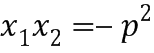 x₁x₂ = −p²